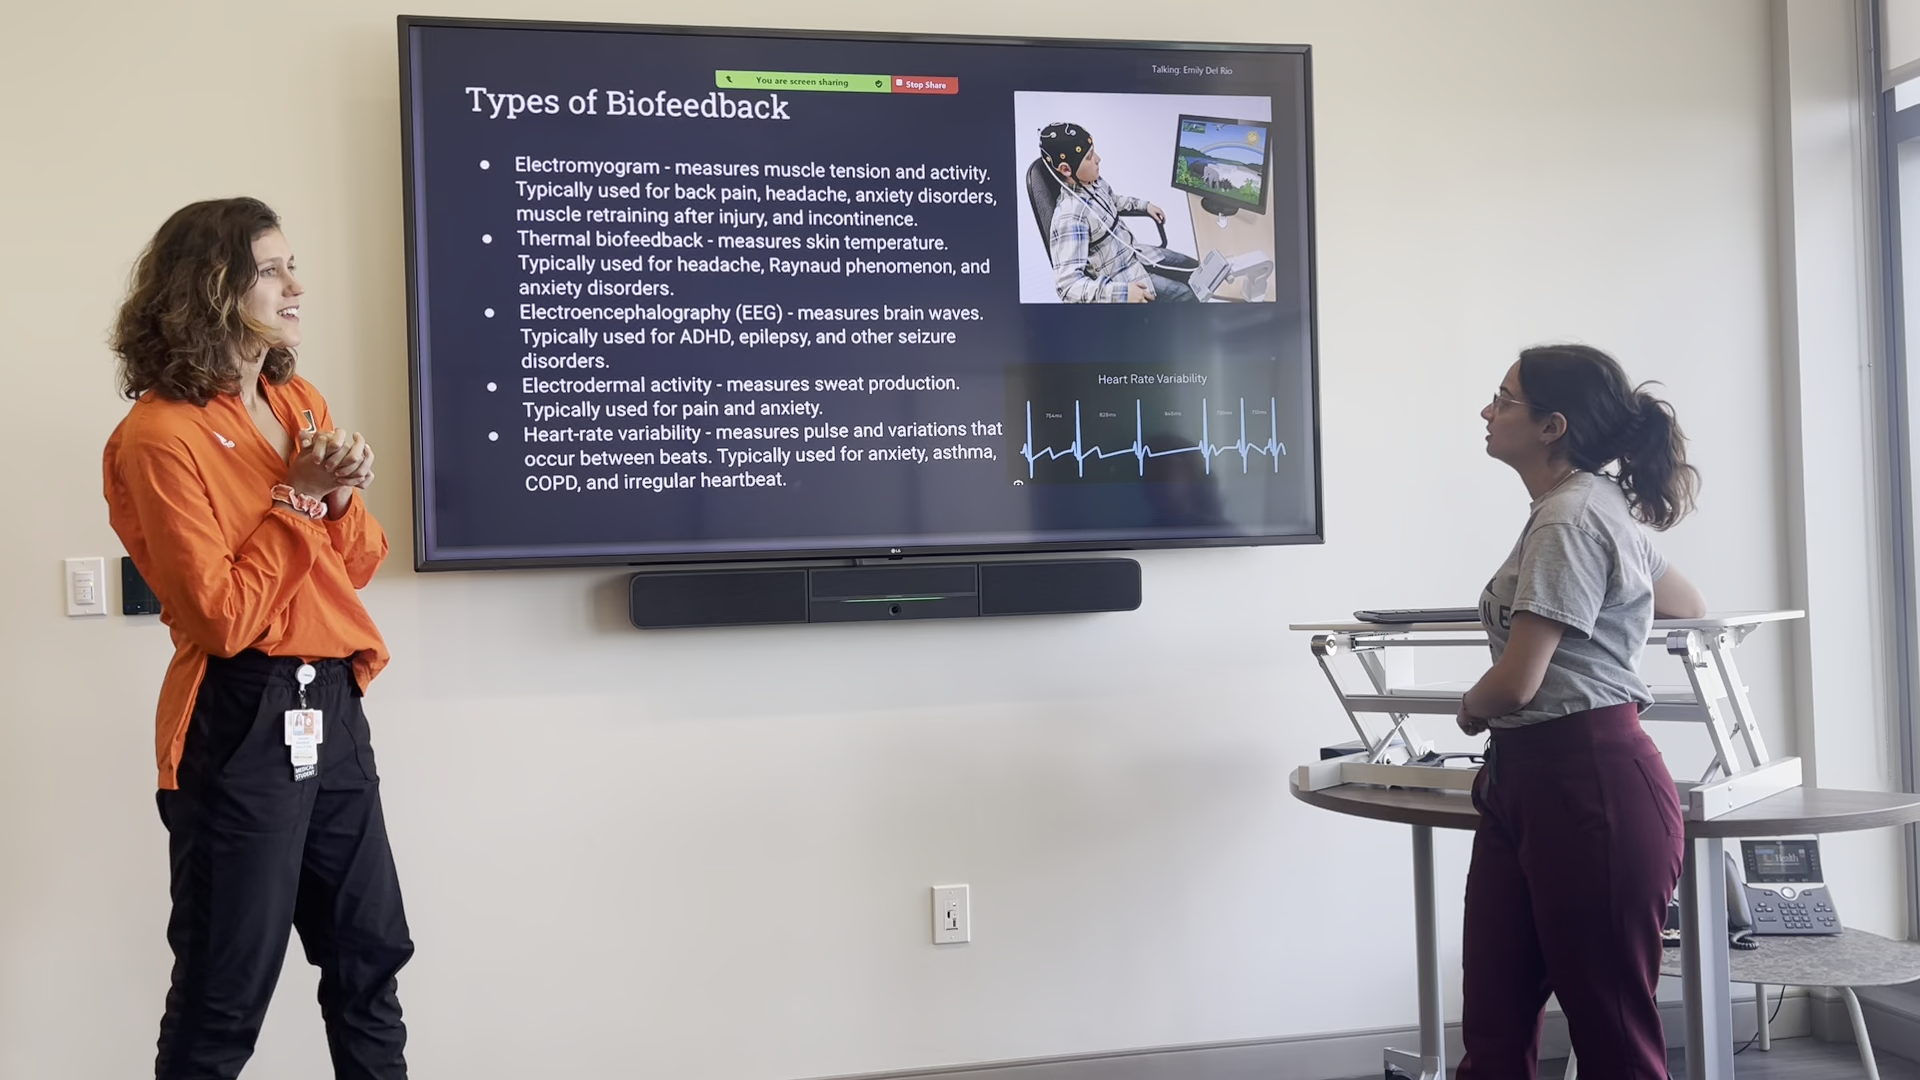 Talking: Emily Del Rio
You are screen sharing
Stop Share
Types of Biofeedback
● Electromyogram - measures muscle tension and activity.
Typically used for back pain, headache, anxiety disorders,
muscle retraining after injury, and incontinence.
● Thermal biofeedback - measures skin temperature.
Typically used for headache, Raynaud phenomenon, and
anxiety disorders.
● Electroencephalography (EEG) - measures brain waves.
Typically used for ADHD, epilepsy, and other seizure
disorders.
● Electrodermal activity - measures sweat production.
Typically used for pain and anxiety.
● Heart-rate variability - measures pulse and variations that
occur between beats. Typically used for anxiety, asthma,
COPD, and irregular heartbeat.
Heart Rate Variability
LG
MEDICAL
STUDENT
NE
Health